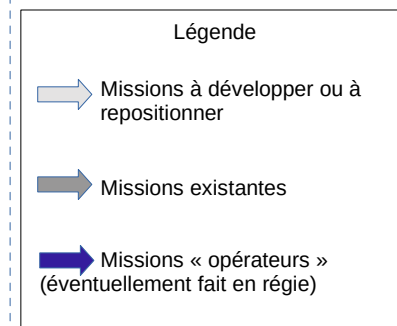 Légende
Missions à développer ou à
repositionner
Missions existantes
Missions « opérateurs »
(éventuellement fait en régie)